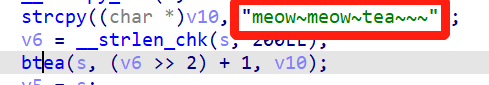 strcpy((char *)v10, "meow~meow~tea~~~" ;
v6 = __strlen_chk(s, 200LL);
btea(s, (v6 >> 2) + 1, v10);